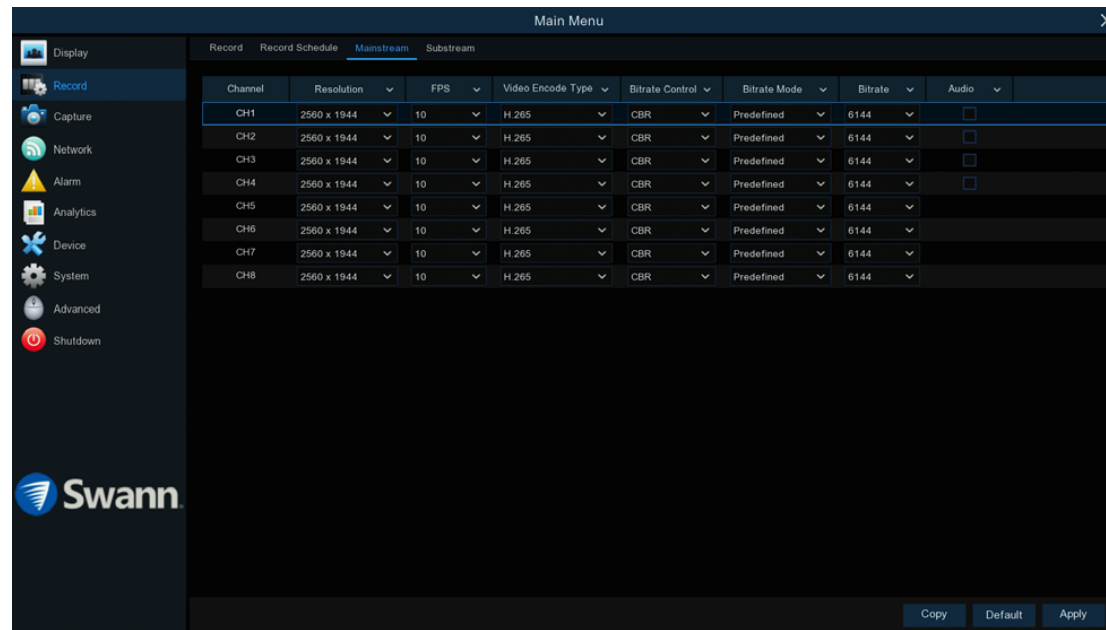 Main Menu
Display
Record
Capture
Network
Alarm
Analytics
Device
System
Advanced
Shutdown
Swann
Record Record Schedule Mainstream Substream
Channel Resolution FPS Video Encode Type Bitrate Control Bitrate Mode Bitrate Audio
CH1 2560 x 1944 10 H.265 CBR Predefined 6144
CH2 2560 x 1944 10 H.265 CBR Predefined 6144
CH3 2560 x 1944 10 H.265 CBR Predefined 6144
CH4 2560 x 1944 10 H.265 CBR Predefined 6144
CH5 2560 x 1944 10 H.265 CBR Predefined 6144
CH6 2560 x 1944 10 H.265 CBR Predefined 6144
CH7 2560 x 1944 10 H.265 CBR Predefined 6144
CH8 2560 x 1944 10 H.265 CBR Predefined 6144
Copy Default Apply